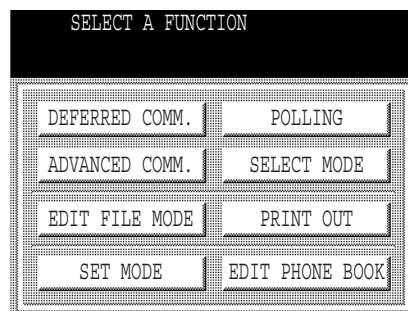 SELECT A FUNCTION
DEFERRED COMM. POLLING
ADVANCED COMM. SELECT MODE
EDIT FILE MODE PRINT OUT
SET MODE EDIT PHONE BOOK